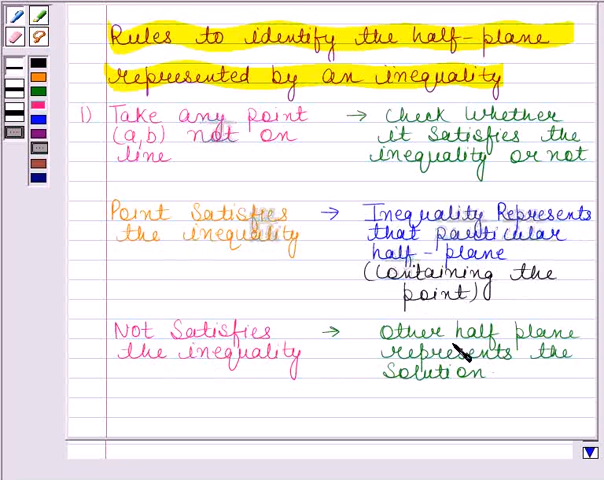 Rules to identify the half-plane
represented by an inequality
1) Take any point
(a,b) not on
line
→ Check Whether
it Satisfies the
inequality or not
Point Satisfies
the inequality
→ Inequality Represents
that particular
half-plane
(Containing the
point)
Not Satisfies
the inequality
→ Other half plane
represents the
Solution.